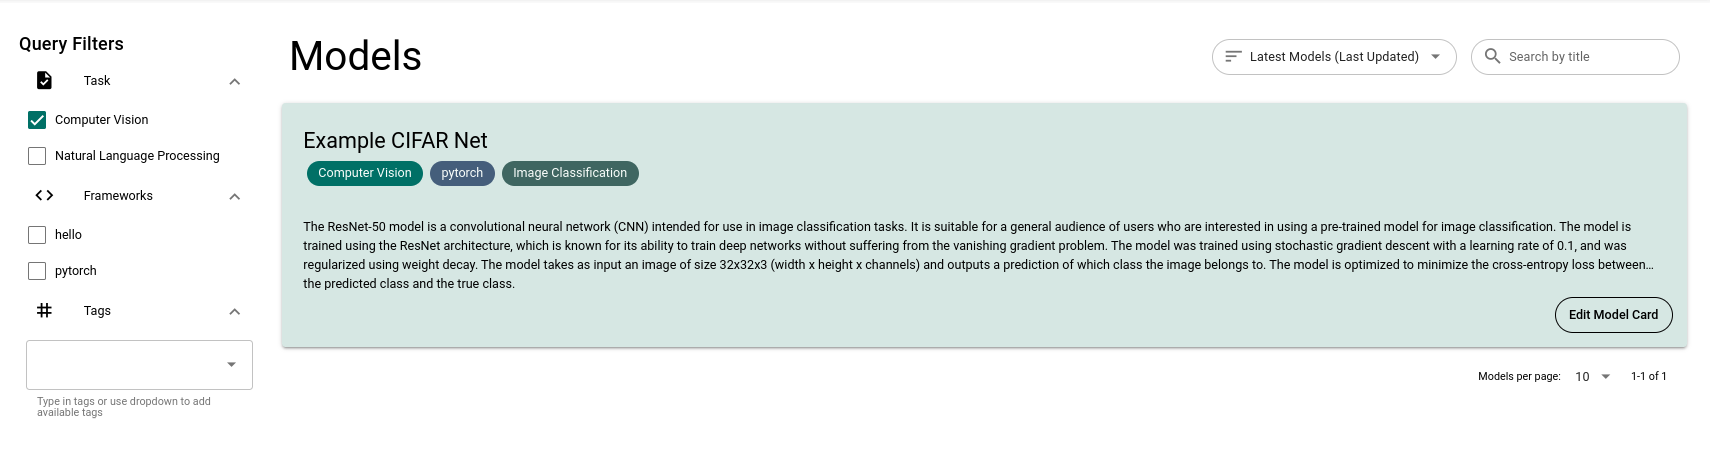 Query Filters
Task
Computer Vision
Natural Language Processing
Frameworks
hello
pytorch
Tags
Type in tags or use dropdown to add
available tags
Models
Latest Models (Last Updated)
Search by title
Example CIFAR Net
Computer Vision pytorch Image Classification
The ResNet-50 model is a convolutional neural network (CNN) intended for use in image classification tasks. It is suitable for a general audience of users who are interested in using a pre-trained model for image classification. The model is
trained using the ResNet architecture, which is known for its ability to train deep networks without suffering from the vanishing gradient problem. The model was trained using stochastic gradient descent with a learning rate of 0.1, and was
regularized using weight decay. The model takes as input an image of size 32x32x3 (width x height x channels) and outputs a prediction of which class the image belongs to. The model is optimized to minimize the cross-entropy loss between…
the predicted class and the true class.
Edit Model Card
Models per page: 10 1-1 of 1